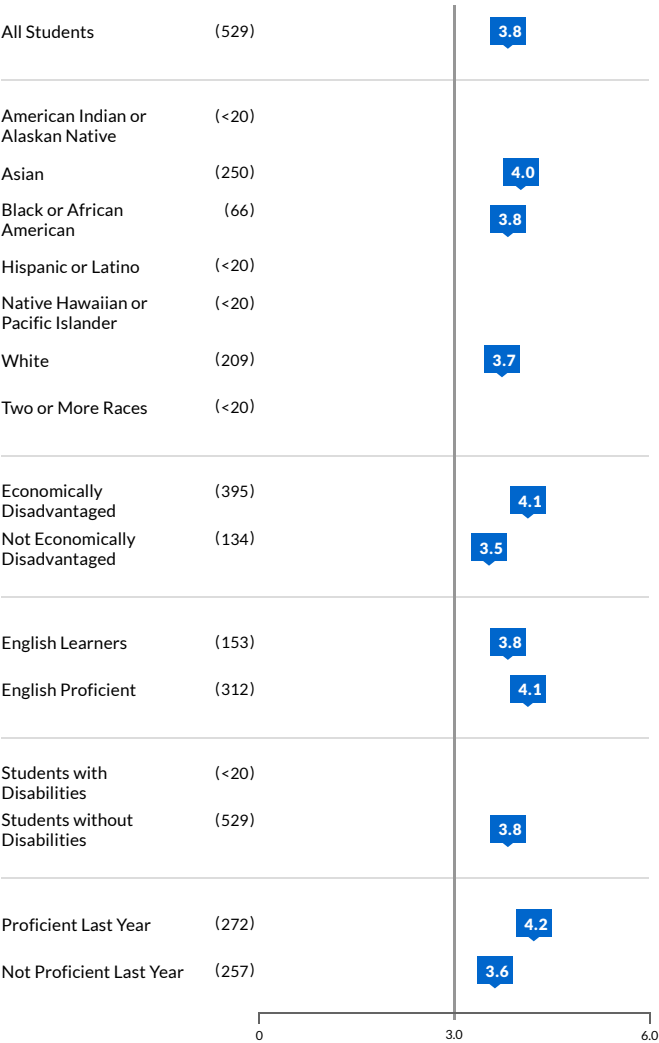 All Students (529) 3.8
American Indian or (<20)
Alaskan Native
Asian (250) 4.0
Black or African (66) 3.8
American
Hispanic or Latino (<20)
Native Hawaiian or (<20)
Pacific Islander
White (209) 3.7
Two or More Races (<20)
Economically (395) 4.1
Disadvantaged
Not Economically (134) 3.5
Disadvantaged
English Learners (153) 3.8
English Proficient (312) 4.1
Students with (<20)
Disabilities
Students without (529) 3.8
Disabilities
Proficient Last Year (272) 4.2
Not Proficient Last Year (257) 3.6
0 3.0 6.0